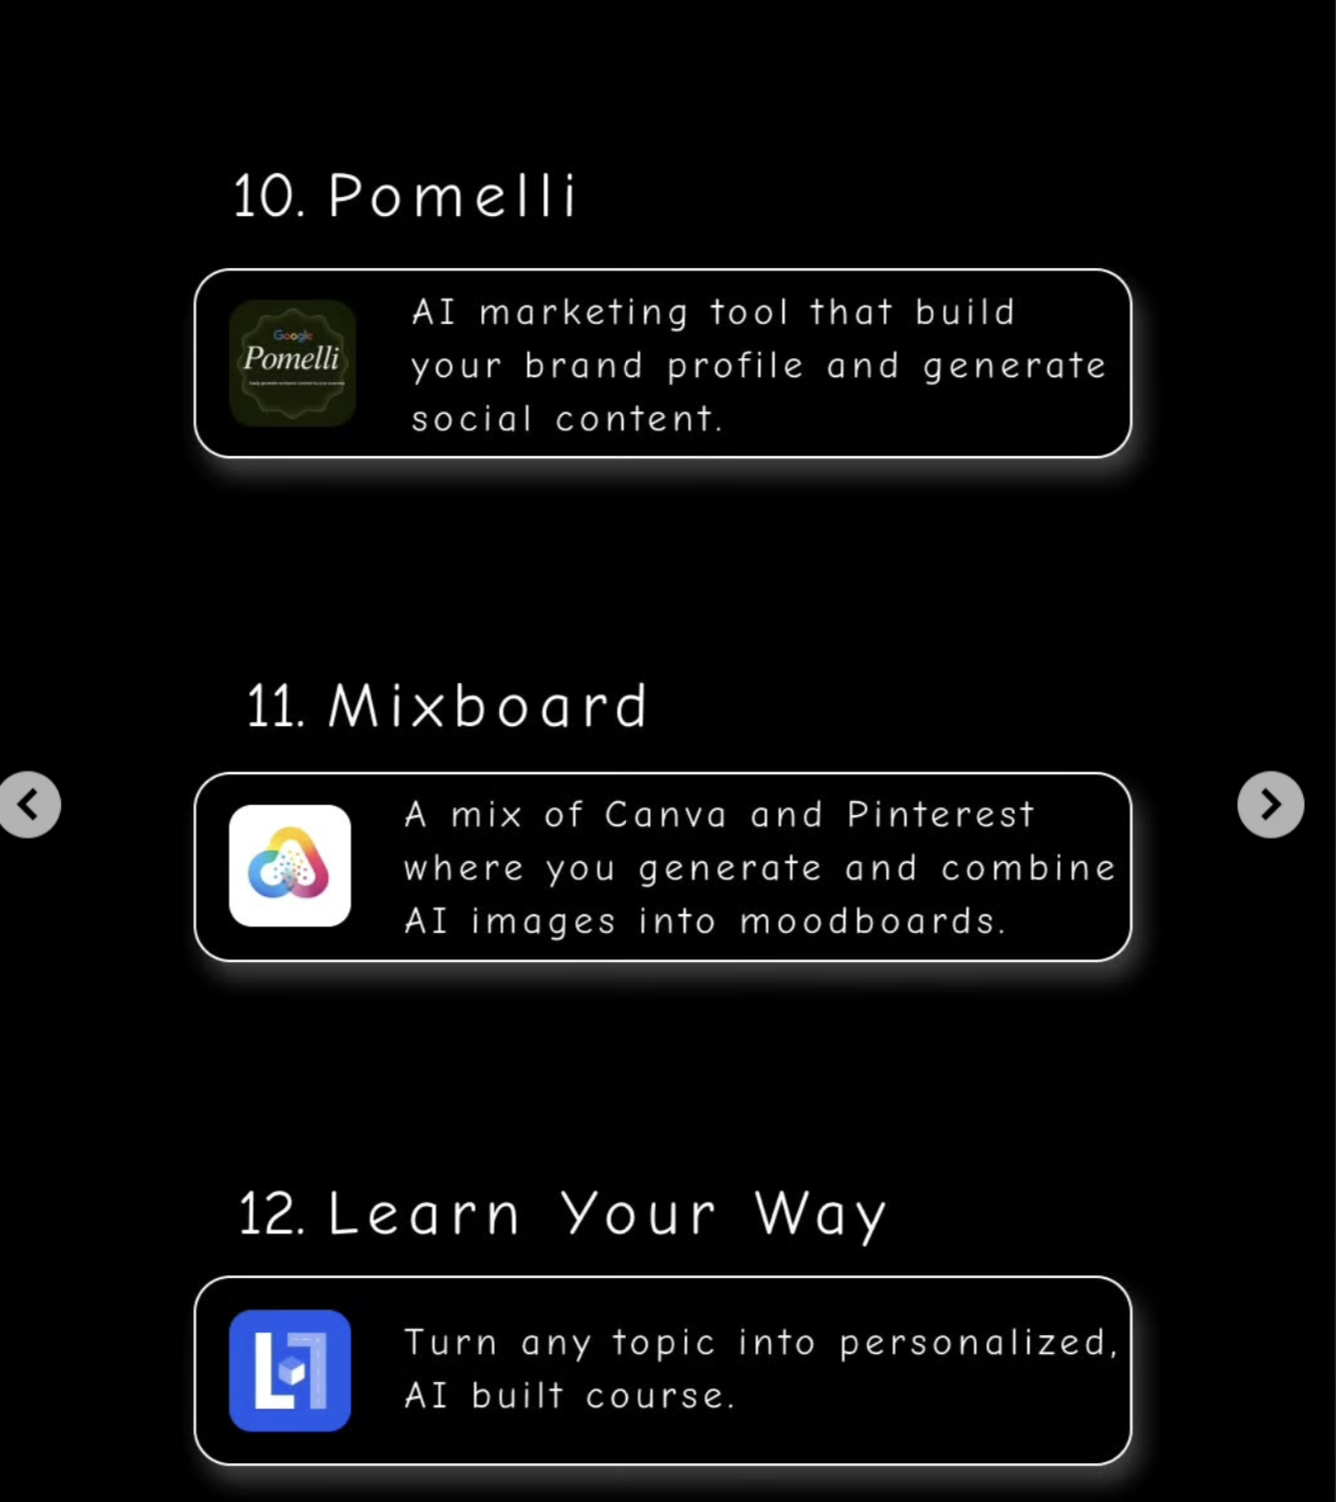 10. Pomelli
Google
Pomelli
AI marketing tool that build
your brand profile and generate
social content.
11. Mixboard
A mix of Canva and Pinterest
where you generate and combine
AI images into moodboards.
12. Learn Your Way
Turn any topic into personalized,
AI built course.